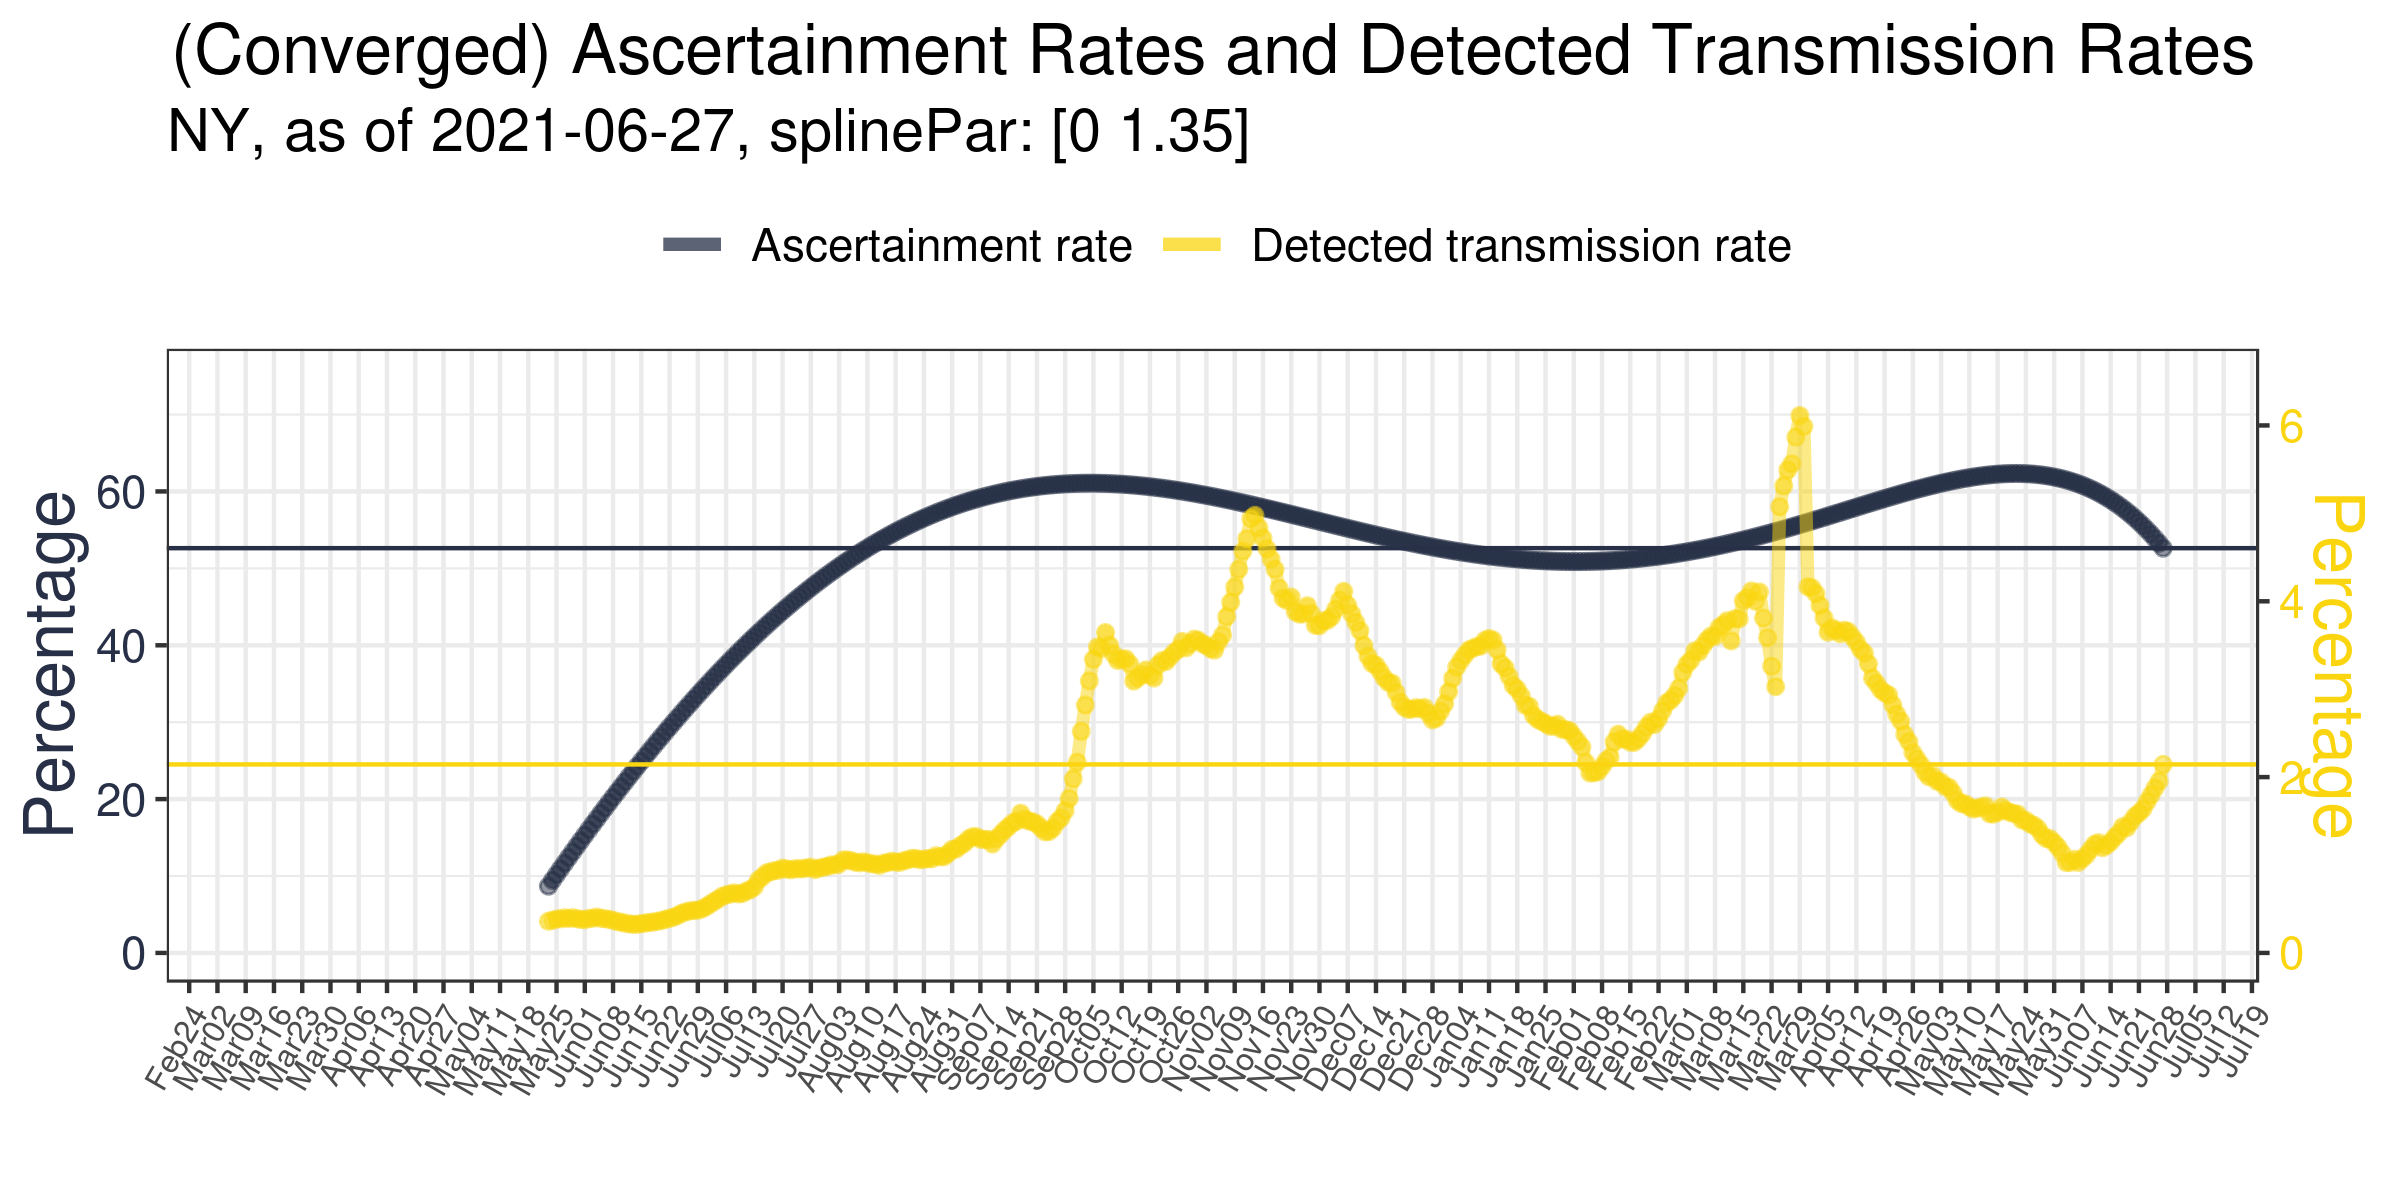 (Converged) Ascertainment Rates and Detected Transmission Rates
NY, as of 2021-06-27, splinePar: [0 1.35]
Ascertainment rate
Detected transmission rate
Percentage
60
40
20
0
6
4
2
0
Percentage
Feb24
Mar02
Mar09
Mar16
Mar23
Mar30
Apr06
Apr13
Apr20
Apr27
May04
May11
May18
May25
Jun01
Jun08
Jun15
Jun22
Jun29
Jul06
Jul13
Jul20
Jul27
Aug03
Aug10
Aug17
Aug24
Aug31
Sep07
Sep14
Sep21
Sep28
Oct05
Oct12
Oct19
Oct26
Nov02
Nov09
Nov16
Nov23
Nov30
Dec07
Dec14
Dec21
Dec28
Jan04
Jan11
Jan18
Jan25
Feb01
Feb08
Feb15
Feb22
Mar01
Mar08
Mar15
Mar22
Mar29
Apr05
Apr12
Apr19
Apr26
May03
May10
May17
May24
May31
Jun07
Jun14
Jun21
Jun28
Jul05
Jul12
Jul19